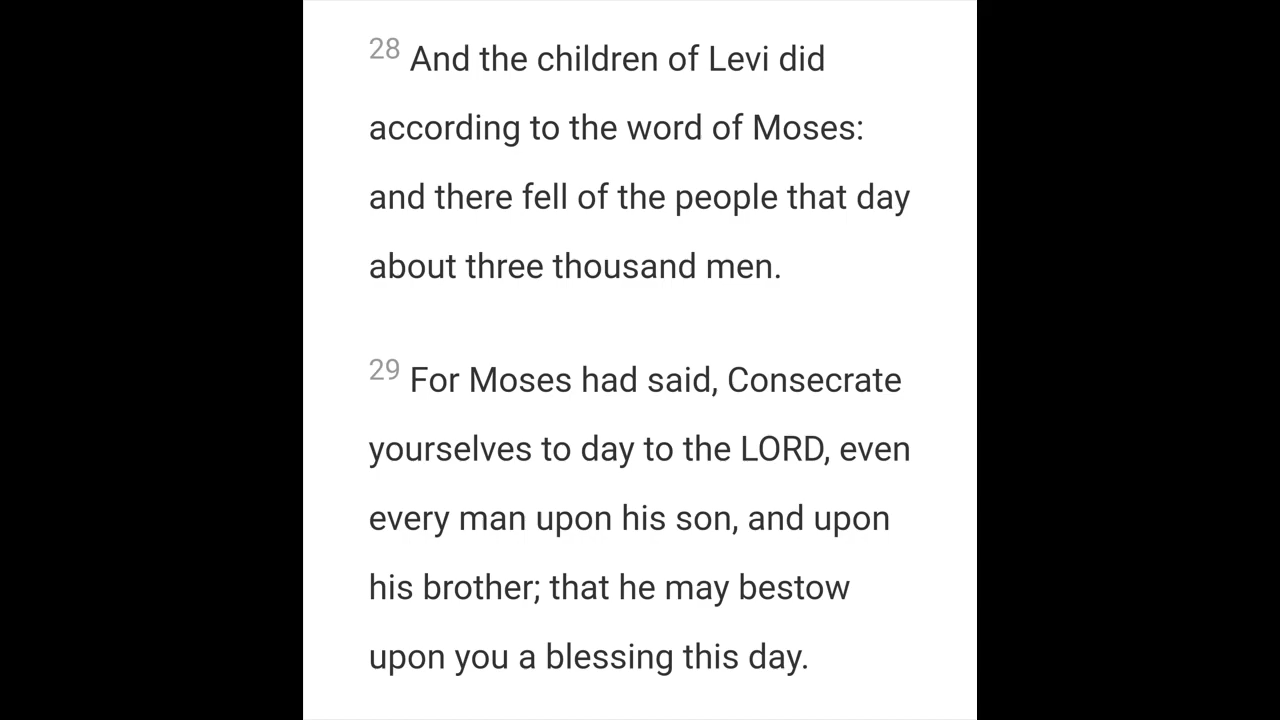 28 And the children of Levi did
according to the word of Moses:
and there fell of the people that day
about three thousand men.
29 For Moses had said, Consecrate
yourselves to day to the LORD, even
every man upon his son, and upon
his brother; that he may bestow
upon you a blessing this day.